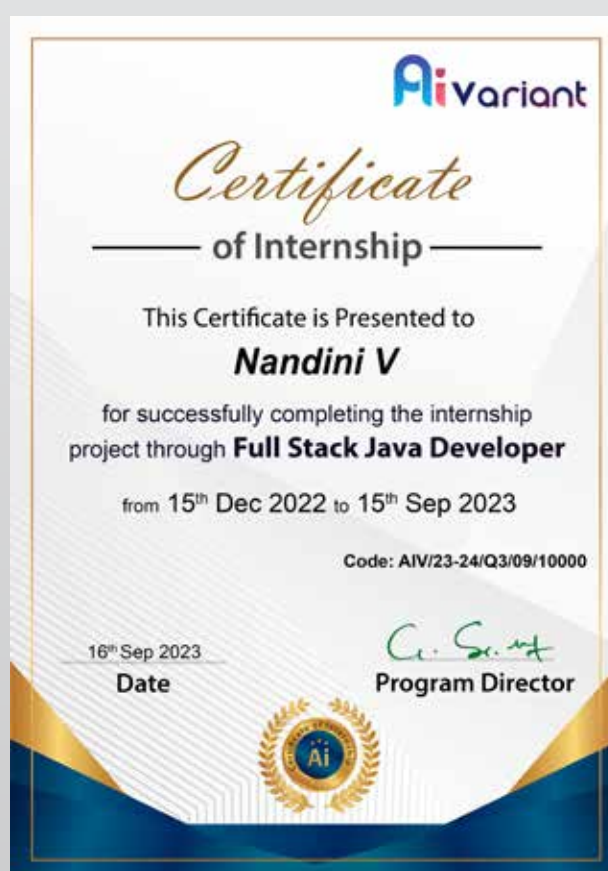 Aivariant
Certificate
of Internship
This Certificate is Presented to
Nandini V
for successfully completing the internship
project through Full Stack Java Developer
from 15th Dec 2022 to 15th Sep 2023
Code: AIV/23-24/Q3/09/10000
16th Sep 2023
Date
Program Director
Ai